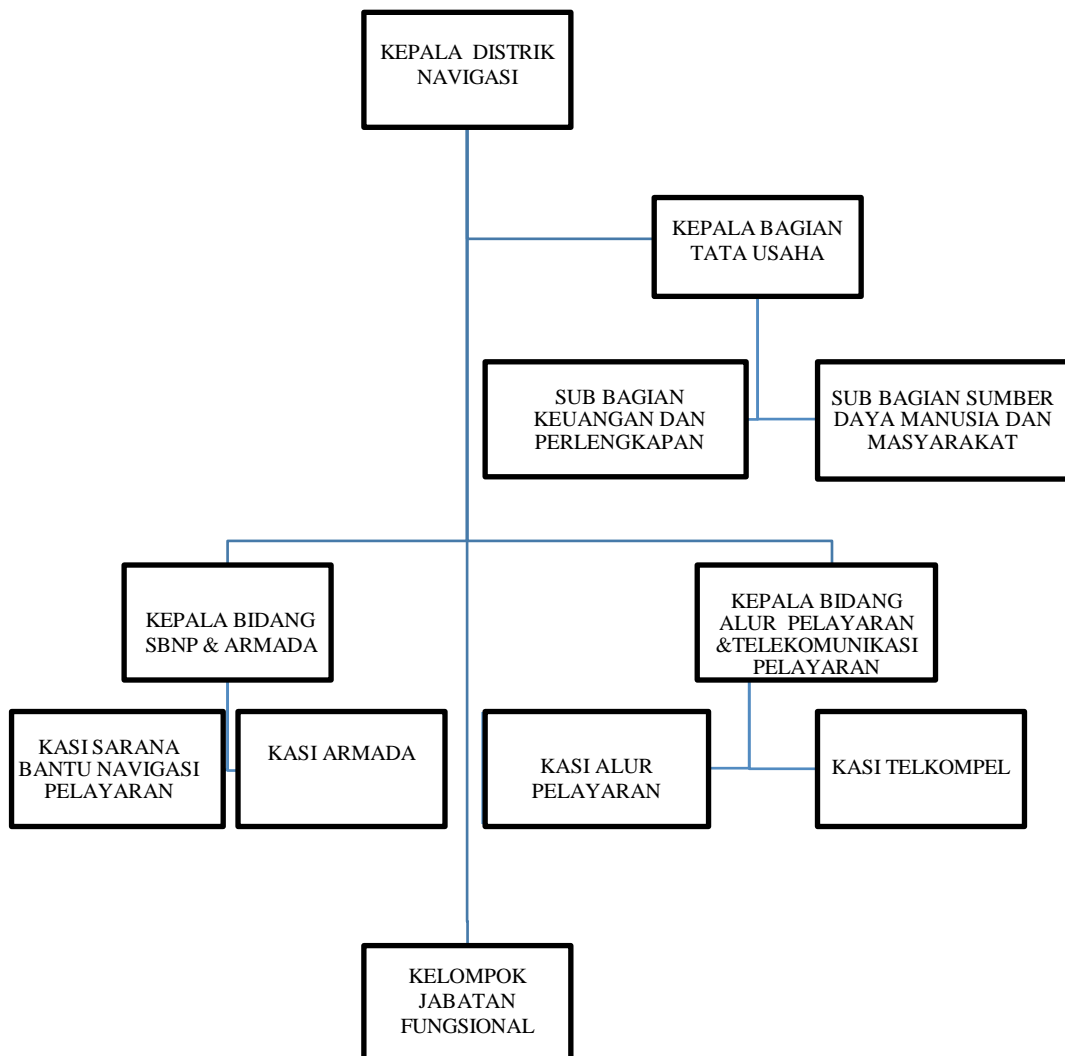 KEPALA DISTRIK
NAVIGASI
KEPALA BAGIAN
TATA USAHA
SUB BAGIAN
KEUANGAN DAN
PERLENGKAPAN
SUB BAGIAN SUMBER
DAYA MANUSIA DAN
MASYARAKAT
KEPALA BIDANG
SBNP & ARMADA
KEPALA BIDANG
ALUR PELAYARAN
&TELEKOMUNIKASI
PELAYARAN
KASI SARANA
BANTU NAVIGASI
PELAYARAN
KASI ARMADA
KASI ALUR
PELAYARAN
KASI TELKOMPEL
KELOMPOK
JABATAN
FUNGSIONAL